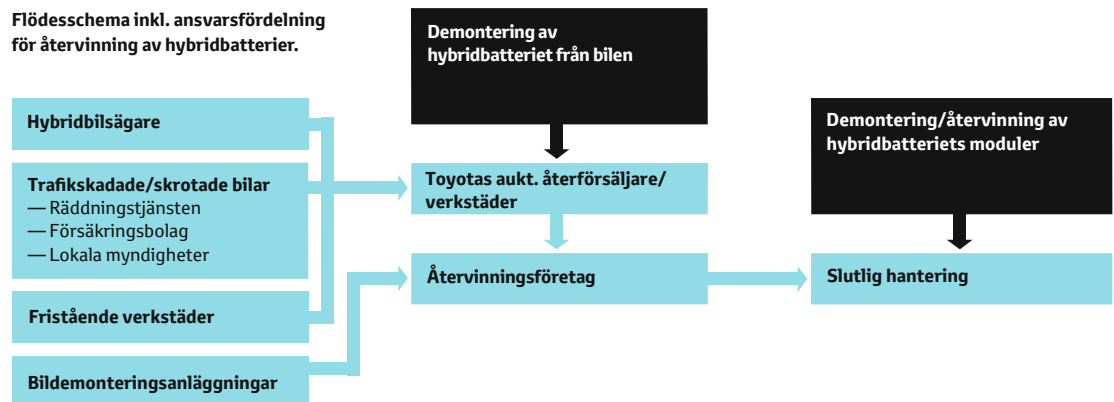 Flödesschema inkl. ansvarsfördelning
för återvinning av hybridbatterier.
Demontering av
hybridbatteriet från bilen
Hybridbilsägare
Demontering/återvinning av
hybridbatteriets moduler
Trafikskadade/skrotade bilar
— Räddningstjänsten
— Försäkringsbolag
— Lokala myndigheter
Toyotas aukt. återförsäljare/
verkstäder
Återvinningsföretag
Slutlig hantering
Fristående verkstäder
Bildemonteringsanläggningar